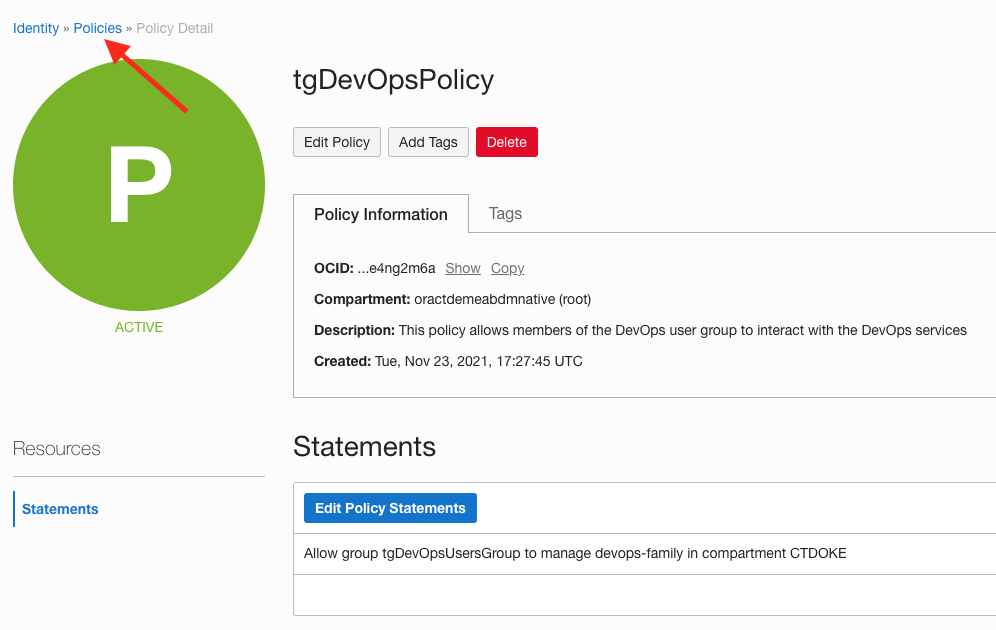 Identity » Policies » Policy Detail
P
ACTIVE
tgDevOpsPolicy
Edit Policy Add Tags Delete
Policy Information Tags
OCID: ...e4ng2m6a Show Copy
Compartment: oractdemeabdmnative (root)
Description: This policy allows members of the DevOps user group to interact with the DevOps services
Created: Tue, Nov 23, 2021, 17:27:45 UTC
Resources
Statements
Statements
Edit Policy Statements
Allow group tgDevOpsUsersGroup to manage devops-family in compartment CTDOKE